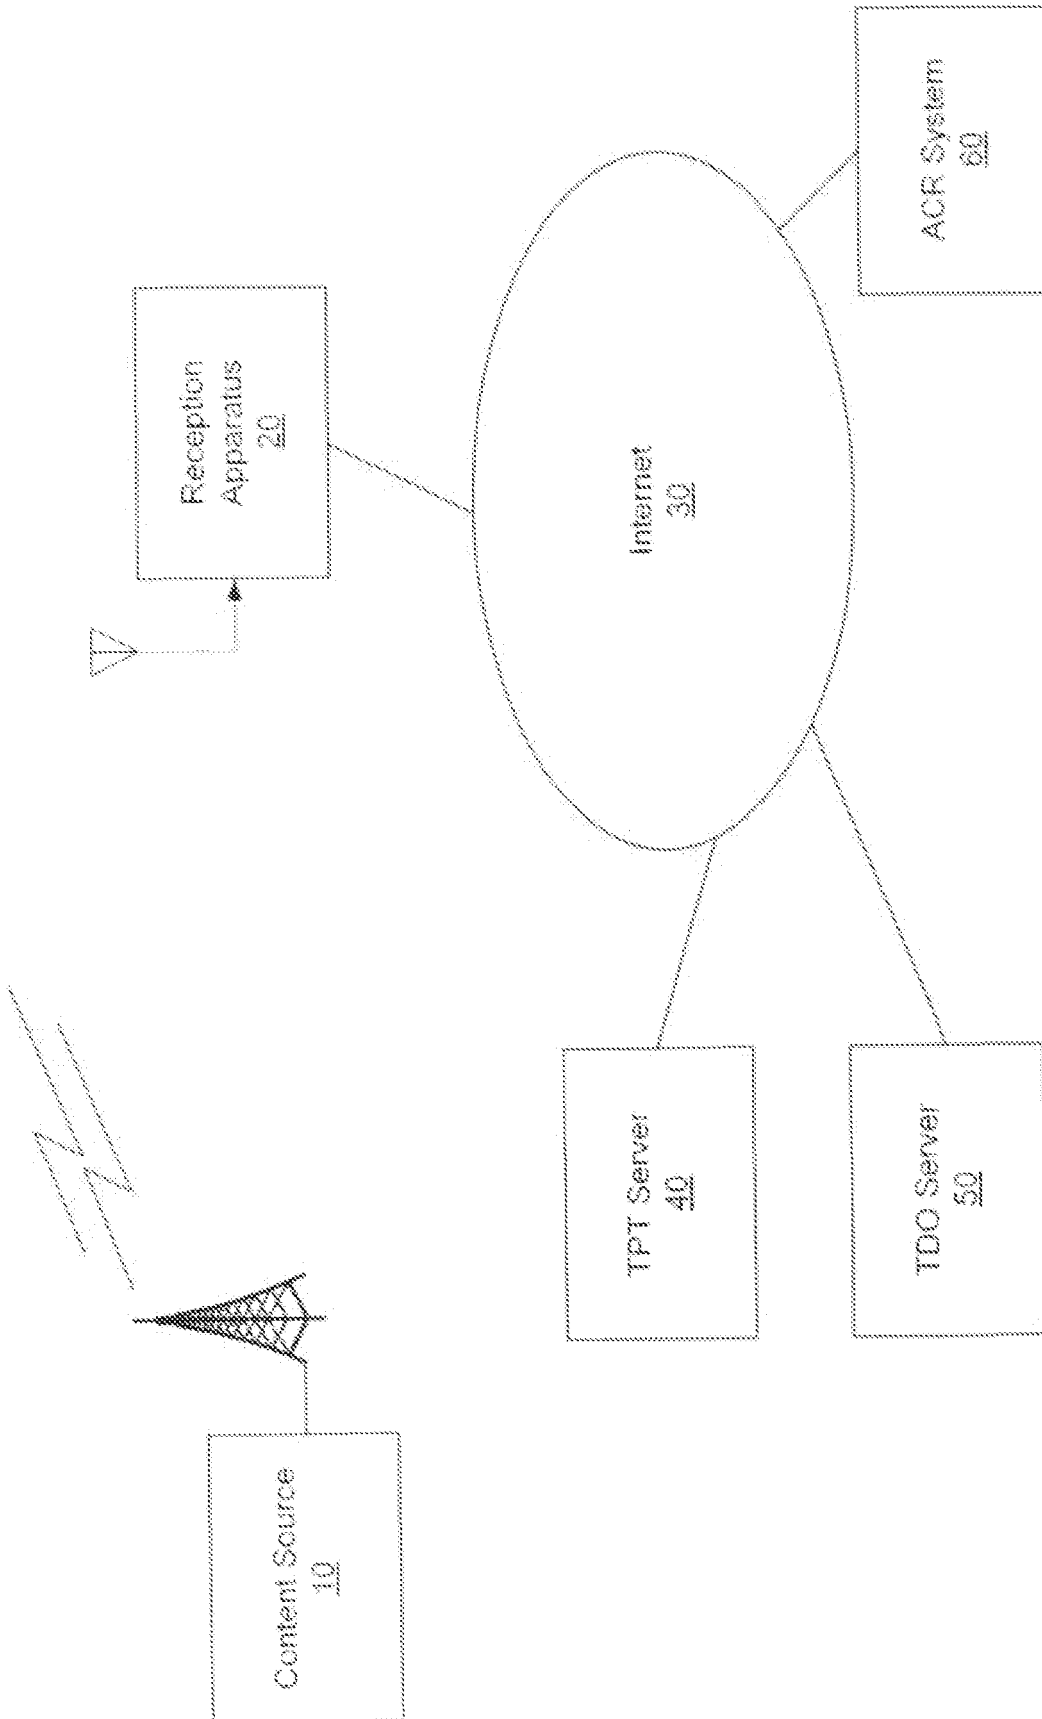 Content Source
10
Reception
Apparatus
20
Internet
30
TPT Server
40
TDO Server
50
ACR System
60